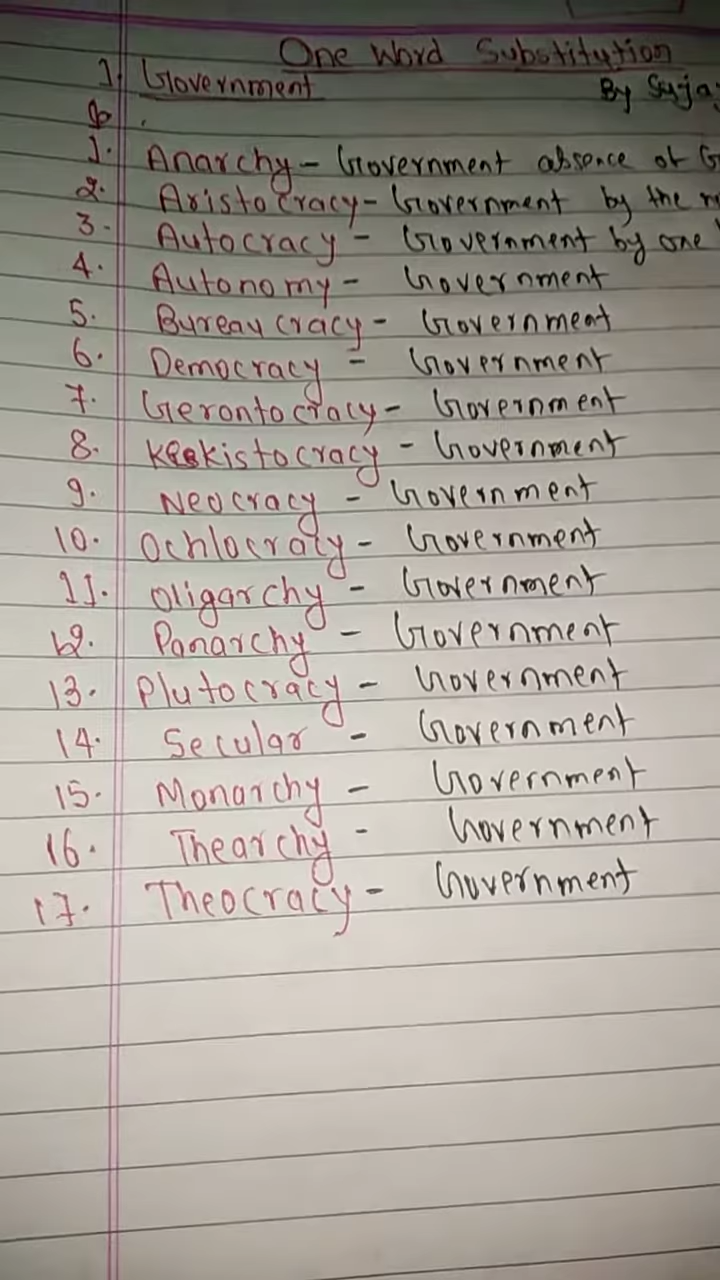 One Word Substitution
1. Government
By Suja
1. Anarchy - Government absence of G
2. Aristocracy - Government by the
3. Autocracy - Government by one
4. Autonomy - Government
5. Bureaucracy - Government
6. Democracy - Government
7. Gerontocracy - Government
8. Kakistocracy - Government
9. Neocracy - Government
10. Ochlocracy - Government
11. Oligarchy - Government
12. Panarchy - Government
13. Plutocracy - Government
14. Secular - Government
15. Monarchy - Government
16. Thearchy - Government
17. Theocracy - Government